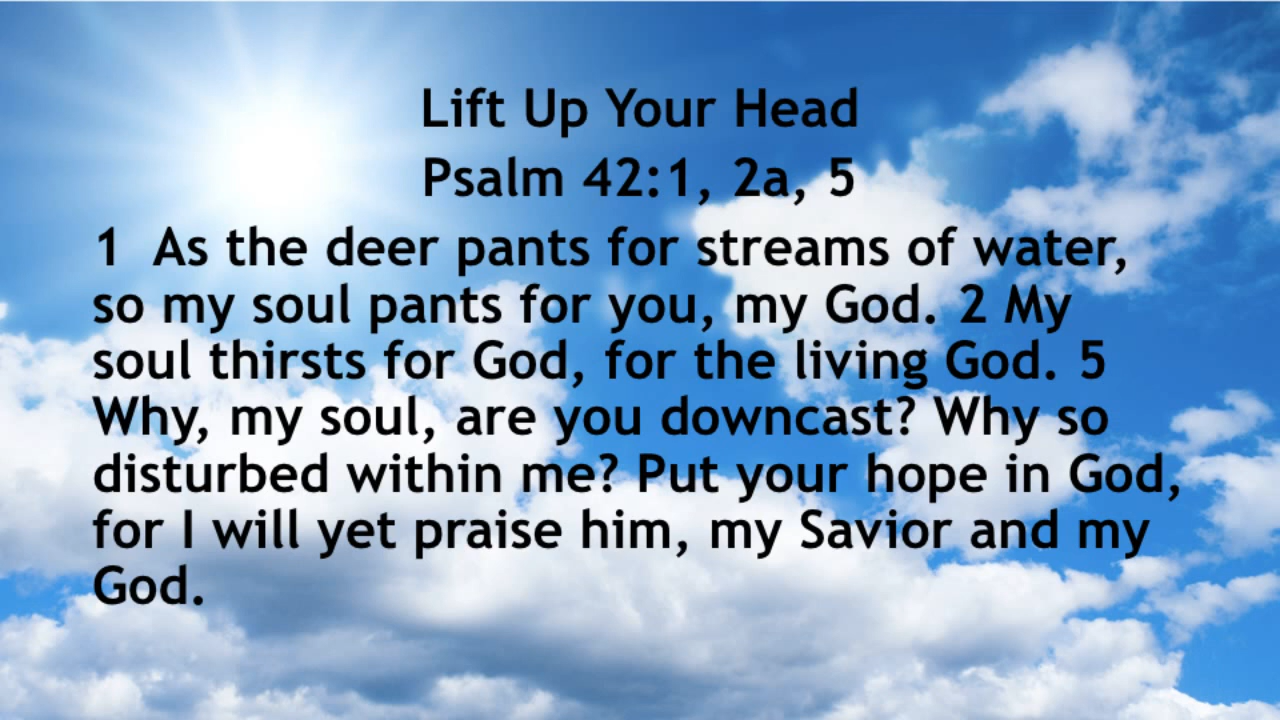 Lift Up Your Head
Psalm 42:1, 2a, 5
1 As the deer pants for streams of water,
so my soul pants for you, my God. 2 My
soul thirsts for God, for the living God. 5
Why, my soul, are you downcast? Why so
disturbed within me? Put your hope in God,
for I will yet praise him, my Savior and my
God.